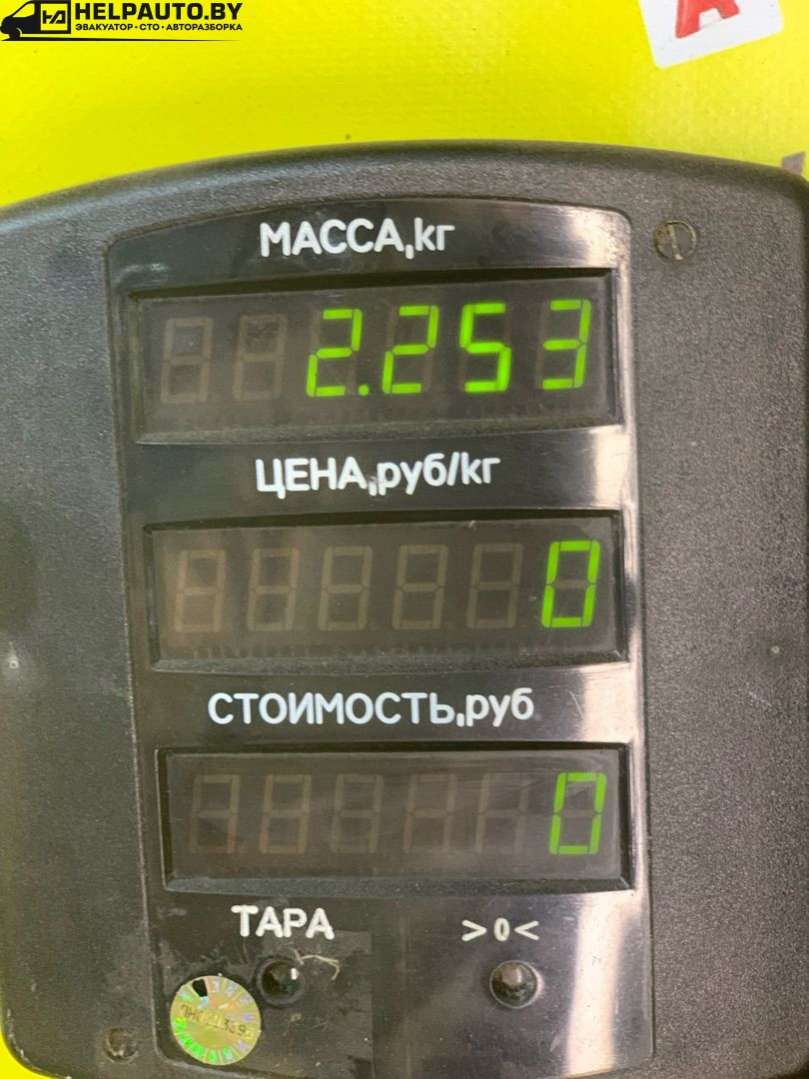 HELPAUTO.BY
ЭВАКУАТОР•СТО•АВТОРАЗБОРКА
А
МАССА,кг
2.253
ЦЕНА,руб/кг
0
СТОИМОСТЬ,руб
0
ТАРА >0<